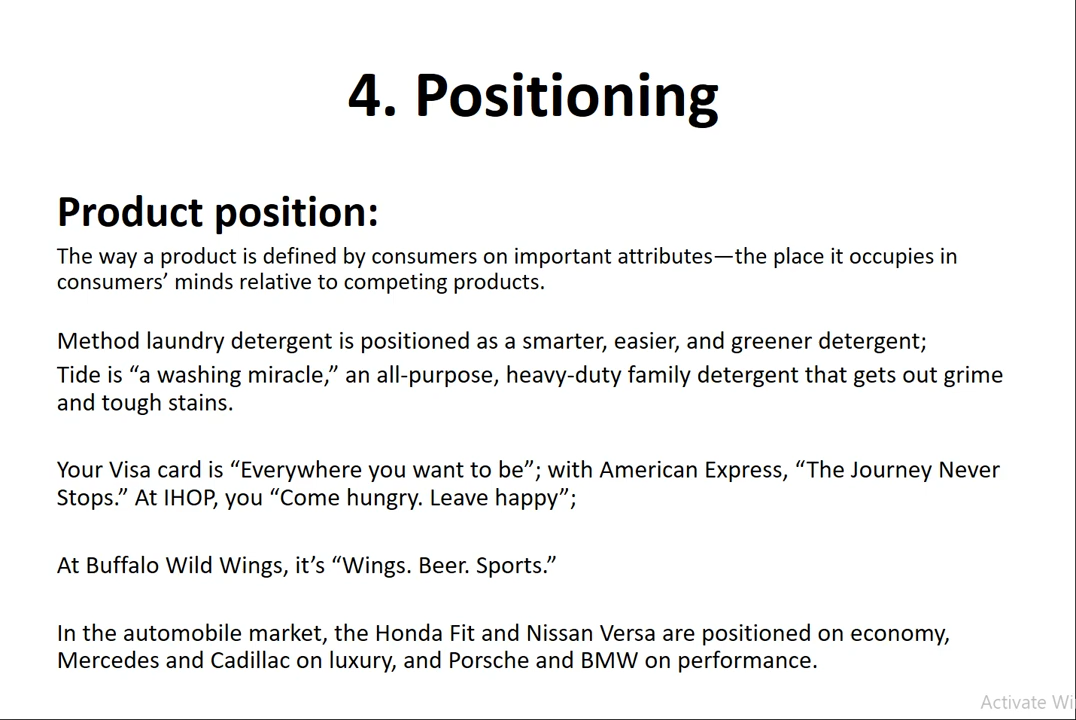 4. Positioning
Product position:
The way a product is defined by consumers on important attributes—the place it occupies in
consumers’ minds relative to competing products.
Method laundry detergent is positioned as a smarter, easier, and greener detergent;
Tide is “a washing miracle,” an all-purpose, heavy-duty family detergent that gets out grime
and tough stains.
Your Visa card is “Everywhere you want to be”; with American Express, “The Journey Never
Stops.” At IHOP, you “Come hungry. Leave happy”;
At Buffalo Wild Wings, it’s “Wings. Beer. Sports.”
In the automobile market, the Honda Fit and Nissan Versa are positioned on economy,
Mercedes and Cadillac on luxury, and Porsche and BMW on performance.
Activate Wi